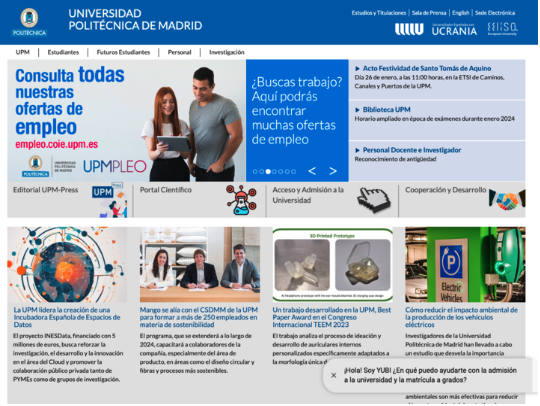 UNIVERSIDAD
POLITÉCNICA DE MADRID
POLITÉCNICA
Estudios y Titulaciones | Sala de Prensa | English | Sede Electrónica
UCRANIA
UPM | Estudiantes | Futuros Estudiantes | Personal | Investigación
Consulta todas
nuestras
ofertas de
empleo
empleo.coie.upm.es
POLITÉCNICA
UPMPLEO
¿Buscas trabajo?
Aquí podrás
encontrar
muchas ofertas
de empleo
< >
Acto Festividad de Santo Tomás de Aquino
Día 26 de enero, a las 11:00 horas, en la ETSI de Caminos,
Canales y Puertos de la UPM.
Biblioteca UPM
Horario ampliado en época de exámenes durante enero 2024
Personal Docente e Investigador
Reconocimiento de antigüedad
Editorial UPM-Press
UPM
Press
Portal Científico
Acceso y Admisión a la
Universidad
Cooperación y Desarrollo
3D Printed Prototype
P
Electric
Vehicles
La UPM lidera la creación de una
Incubadora Española de Espacios de
Datos
El proyecto INESData, financiado con 5
millones de euros, busca reforzar la
investigación, el desarrollo y la innovación
en el área del Cloud y promover la
colaboración público privada tanto de
PYMEs como de grupos de investigación.
Mango se alía con el CSDMM de la UPM
para formar a más de 250 empleados en
materia de sostenibilidad
El programa, que se extenderá a lo largo de
2024, capacitará a colaboradores de la
compañía, especialmente del área de
producto, en áreas como el diseño circular y
fibras y procesos más sostenibles.
Un trabajo desarrollado en la UPM, Best
Paper Award en el Congreso
Internacional TEEM 2023
El trabajo analiza el proceso de ideación y
desarrollo de auriculares internos
personalizados específicamente adaptados a
la morfología única d
Cómo reducir el impacto ambiental de
la producción de los vehículos
eléctricos
Investigadores de la Universidad
Politécnica de Madrid han llevado a
cabo un estudio que desvela la importancia
ambientales son más efectivas para reducir
× ¡Hola! Soy YUBI ¿En qué puedo ayudarte con la admisión
a la universidad y la matrícula a grados?